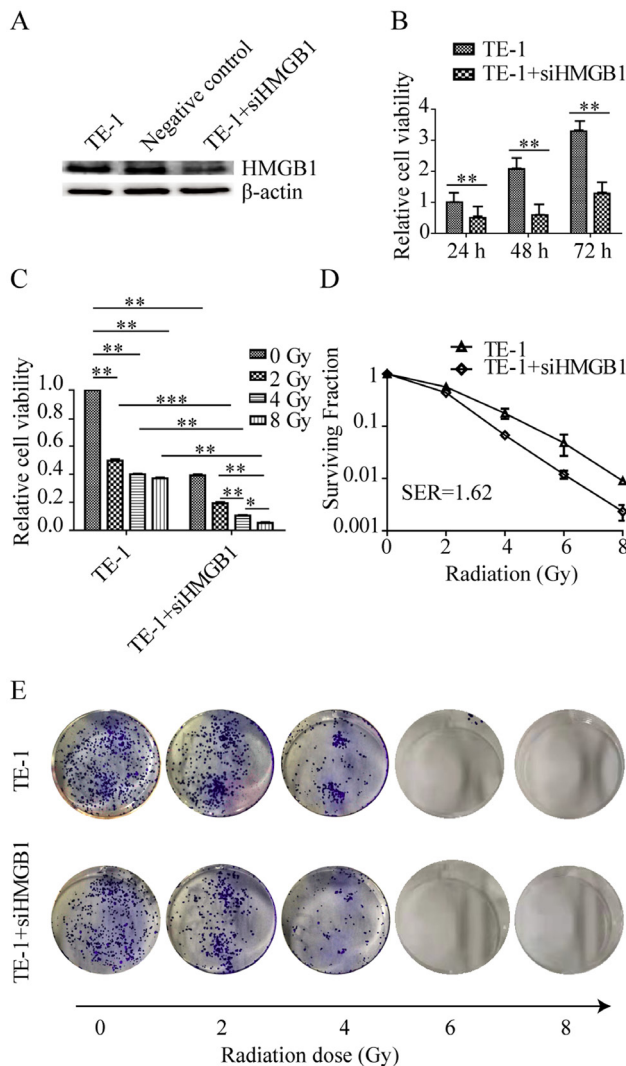 A
TE-1
Negative control
TE-1+siHMGB1
HMGB1
β-actin
B
TE-1
TE-1+siHMGB1
Relative cell viability
4
3
2
1
0
**
**
**
24 h
48 h
72 h
C
Relative cell viability
1.0
0.8
0.6
0.4
0.2
0.0
**
**
**
**
***
**
**
**
**
*
0 Gy
2 Gy
4 Gy
8 Gy
TE-1
TE-1+siHMGB1
D
TE-1
TE-1+siHMGB1
Surviving Fraction
1
0.1
0.01
0.001
SER=1.62
0
2
4
6
8
Radiation (Gy)
E
TE-1
TE-1+siHMGB1
0
2
4
6
8
Radiation dose (Gy)